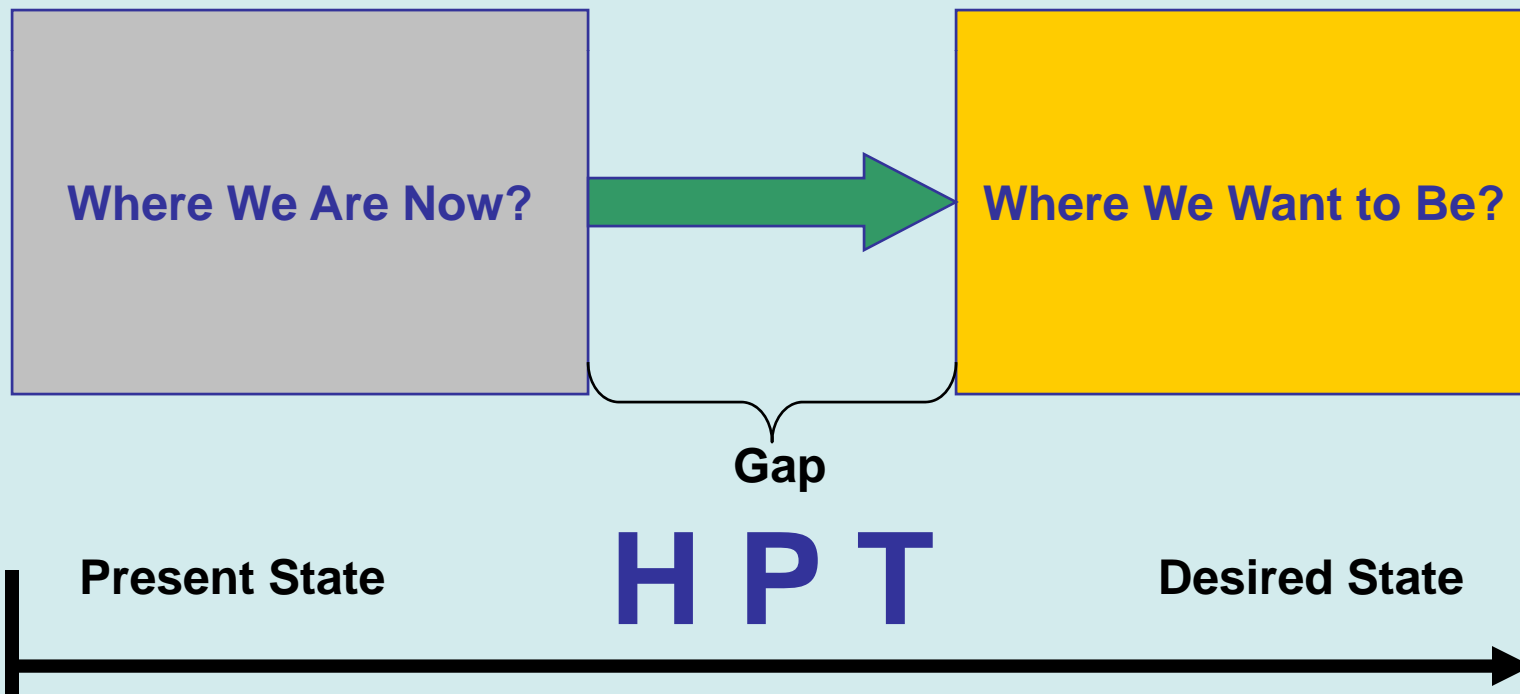 Where We Are Now?
Where We Want to Be?
Gap
Present State
H P T
Desired State